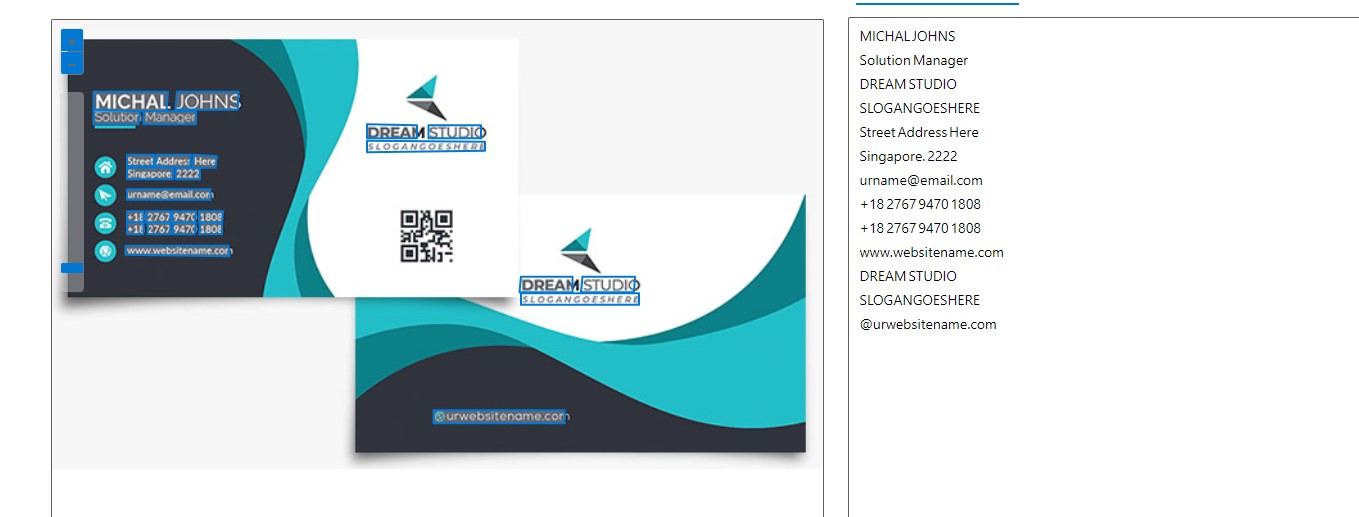 MICHAL JOHNS
Solution Manager
Street Address Here
Singapore. 2222
urname@email.com
+18 2767 9470 1808
+18 2767 9470 1808
www.websitename.com
DREAM STUDIO
SLOGANGOESHERE
DREAM STUDIO
SLOGANGOESHERE
@urwebsitename.com
MICHAL JOHNS
Solution Manager
DREAM STUDIO
SLOGANGOESHERE
Street Address Here
Singapore. 2222
urname@email.com
+18 2767 9470 1808
+18 2767 9470 1808
www.websitename.com
DREAM STUDIO
SLOGANGOESHERE
@urwebsitename.com